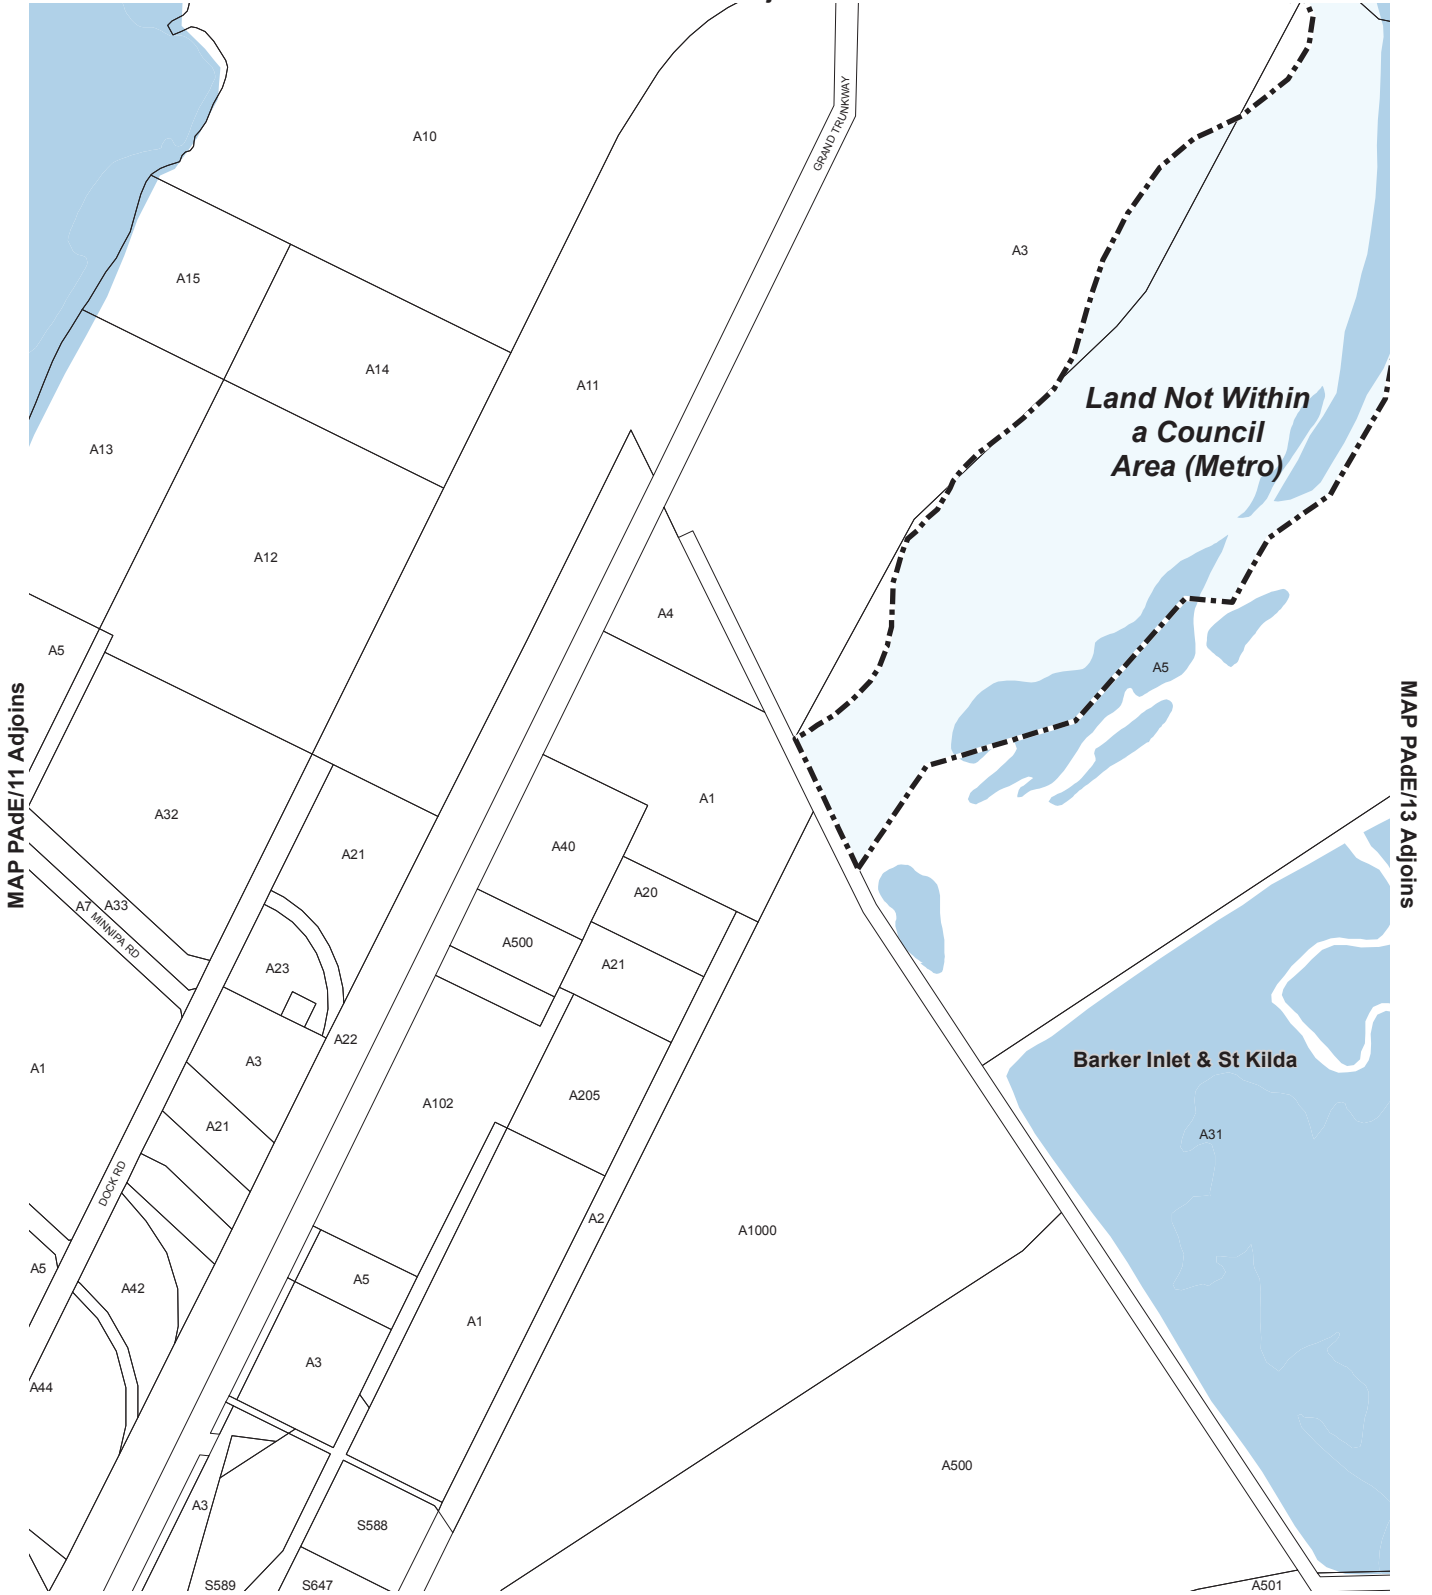 GRAND TRUNKWAY
A10
A3
A15
A14
A11
Land Not Within
a Council
Area (Metro)
A13
A12
A4
A5
A5
MAP PAdE/11 Adjoins
MAP PAdE/13 Adjoins
A32
A1
A21
A40
A20
A7
A33
MINNIPA RD
A500
A21
A23
A22
A3
A1
Barker Inlet & St Kilda
A102
A205
A21
A31
DOCK RD
A2
A1000
A5
A42
A5
A1
A3
A44
A500
A3
S588
S589
S647
A501